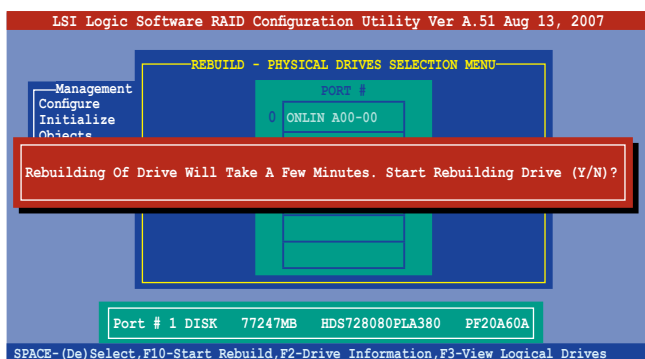 LSI Logic Software RAID Configuration Utility Ver A.51 Aug 13, 2007
REBUILD - PHYSICAL DRIVES SELECTION MENU
Management
PORT #
Configure
0 ONLIN A00-00
Initialize
Objects
Rebuilding Of Drive Will Take A Few Minutes. Start Rebuilding Drive (Y/N)?
Port # 1 DISK 77247MB HDS728080PLA380 PF20A60A
SPACE-(De)Select,F10-Start Rebuild,F2-Drive Information,F3-View Logical Drives